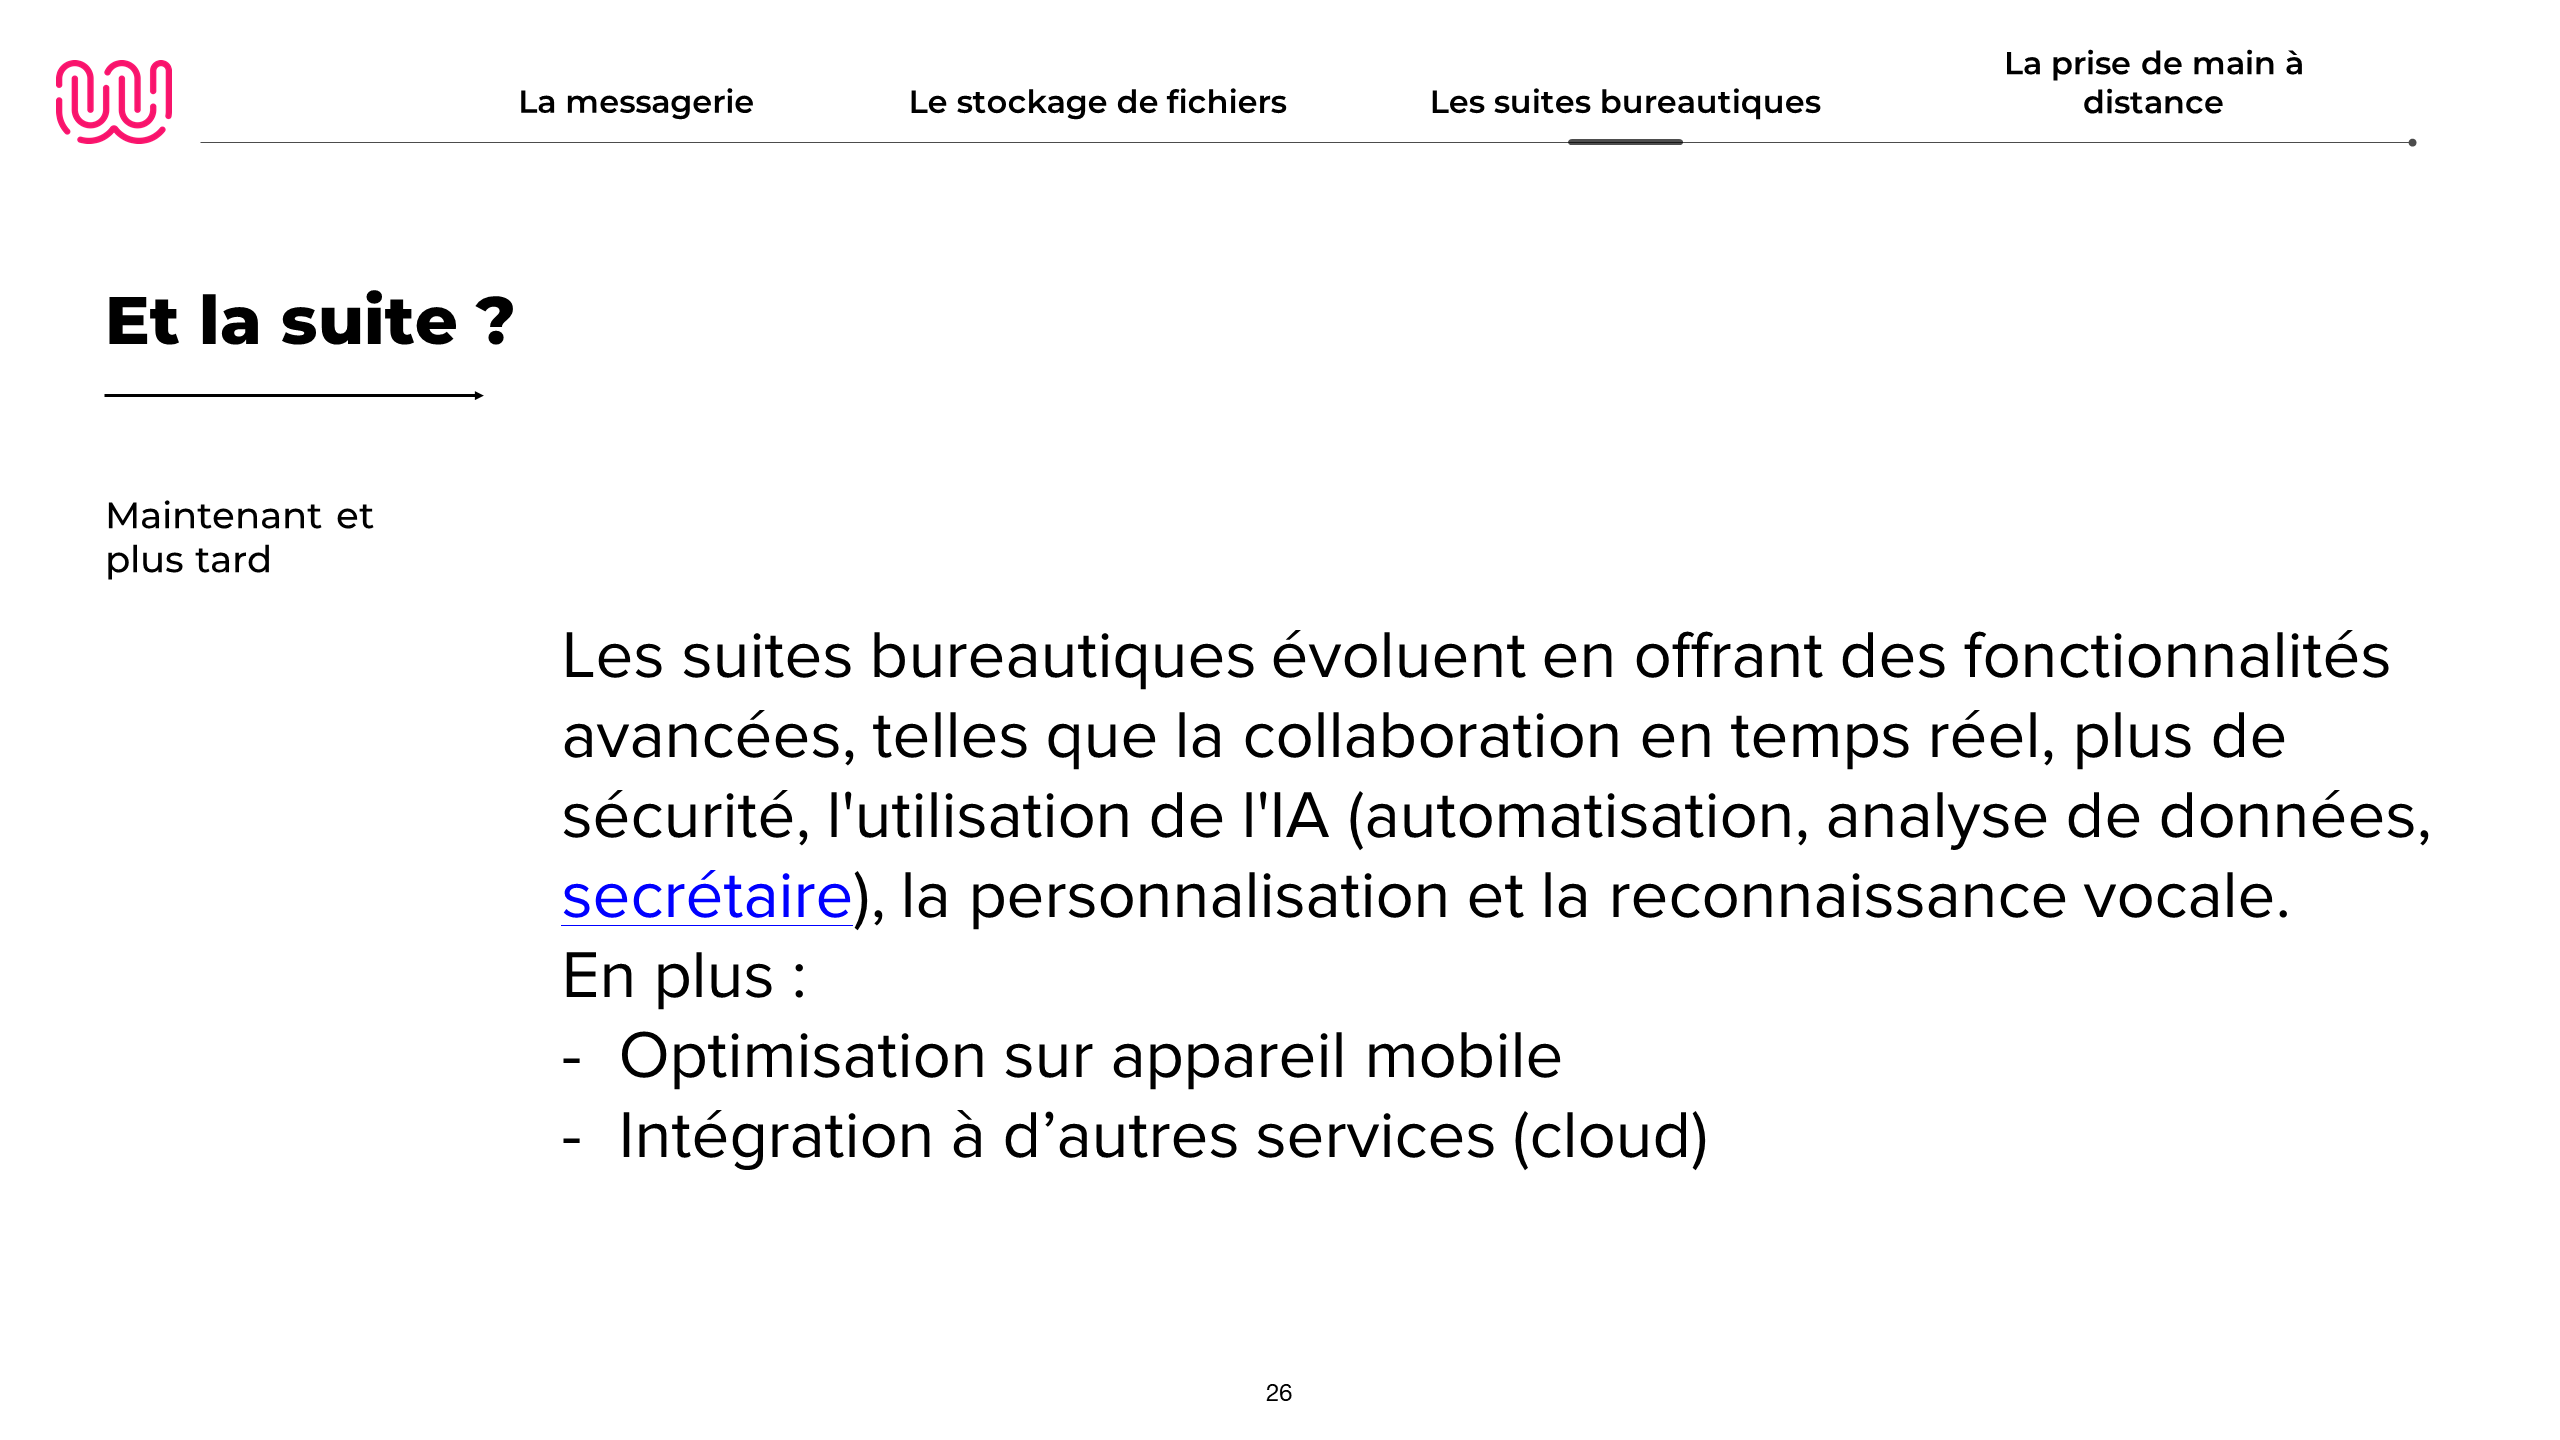 La messagerie
Le stockage de fichiers
Les suites bureautiques
La prise de main à
distance
Et la suite ?
Maintenant et
plus tard
Les suites bureautiques évoluent en offrant des fonctionnalités
avancées, telles que la collaboration en temps réel, plus de
sécurité, l'utilisation de l'IA (automatisation, analyse de données,
secrétaire), la personnalisation et la reconnaissance vocale.
En plus :
- Optimisation sur appareil mobile
- Intégration à d’autres services (cloud)
26